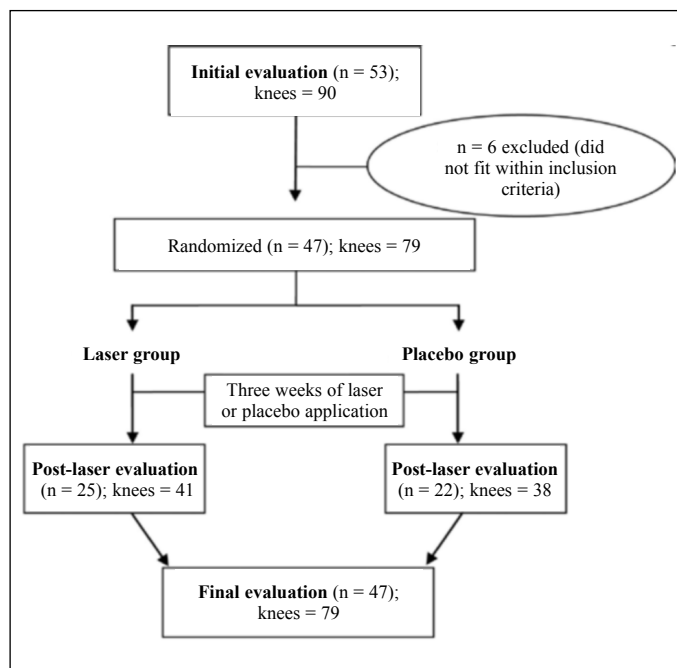 Initial evaluation (n = 53);
knees = 90
n = 6 excluded (did
not fit within inclusion
criteria)
Randomized (n = 47); knees = 79
Laser group
Placebo group
Three weeks of laser
or placebo application
Post-laser evaluation
(n = 25); knees = 41
Post-laser evaluation
(n = 22); knees = 38
Final evaluation (n = 47);
knees = 79